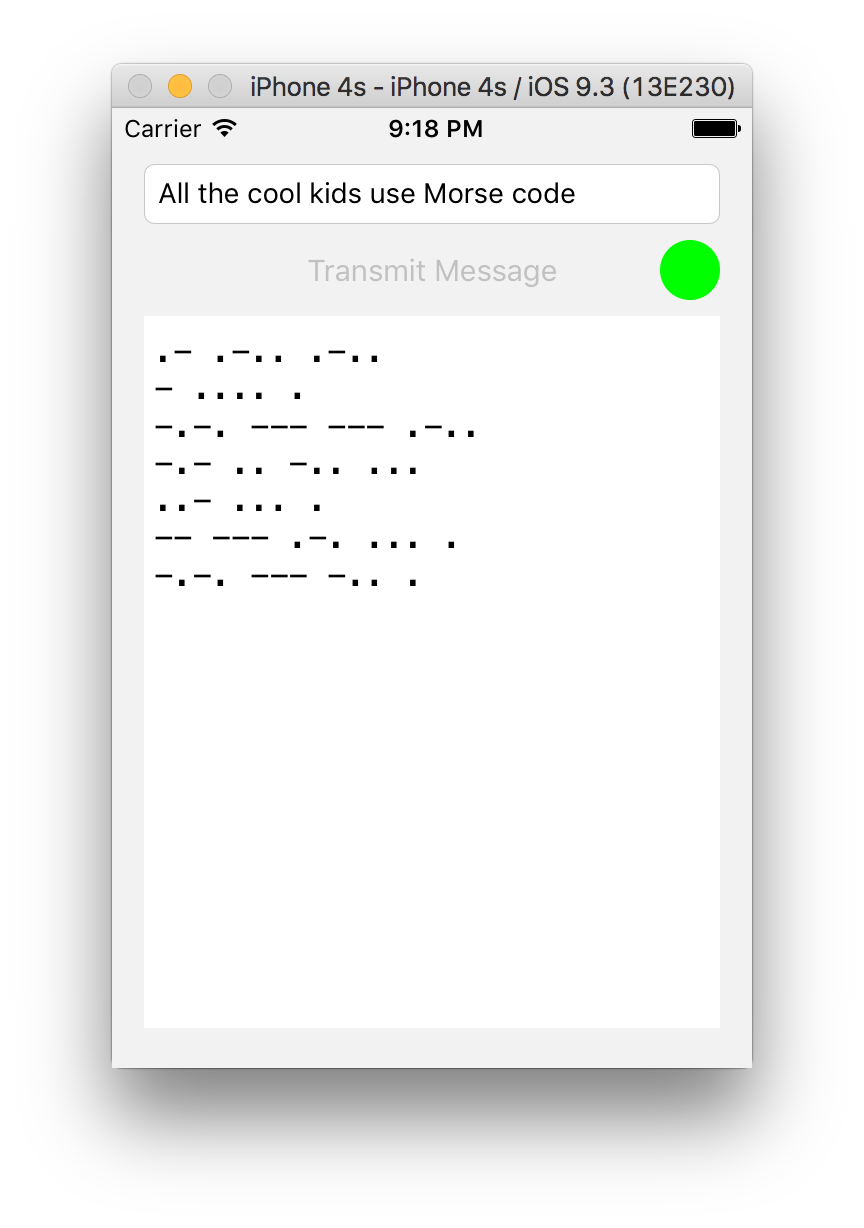 iPhone 4s - iPhone 4s / iOS 9.3 (13E230)
Carrier 9:18 PM
All the cool kids use Morse code
Transmit Message
.- .-.. .-..
- .... .
-.-. --- --- .-..
-.- .. -.. ...
..- ... .
-- --- .-. ... .
-.-. --- -.. .